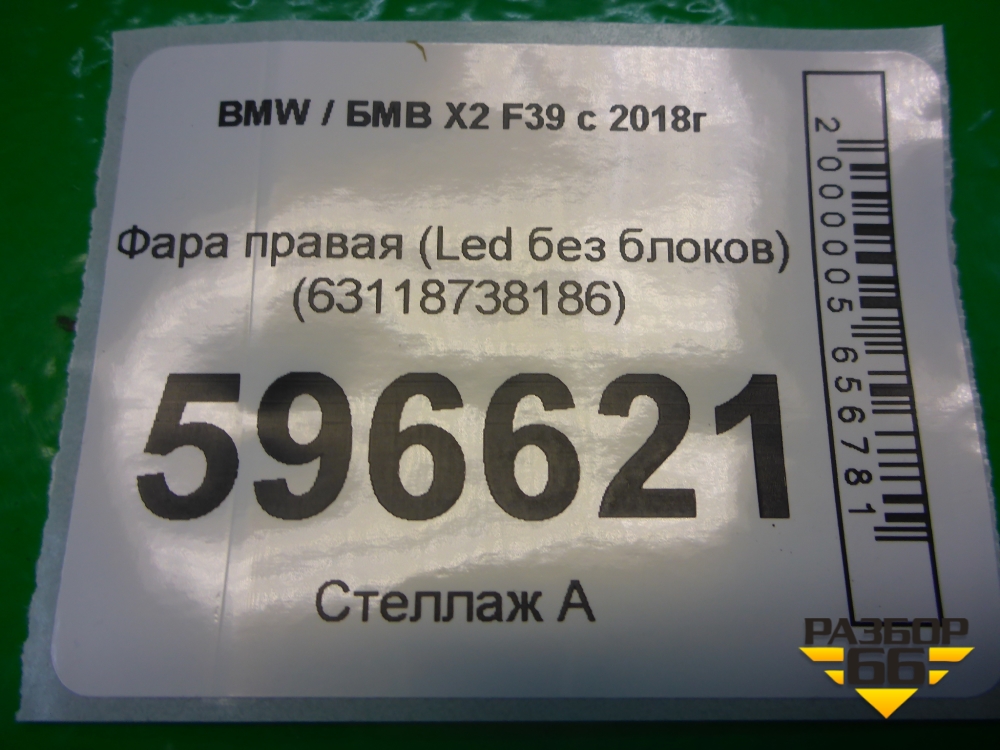 BMW / БМВ X2 F39 с 2018г
Фара правая (Led без блоков)
(63118738186)
596621
Стеллаж А
2000005656781
РАЗБОР
66